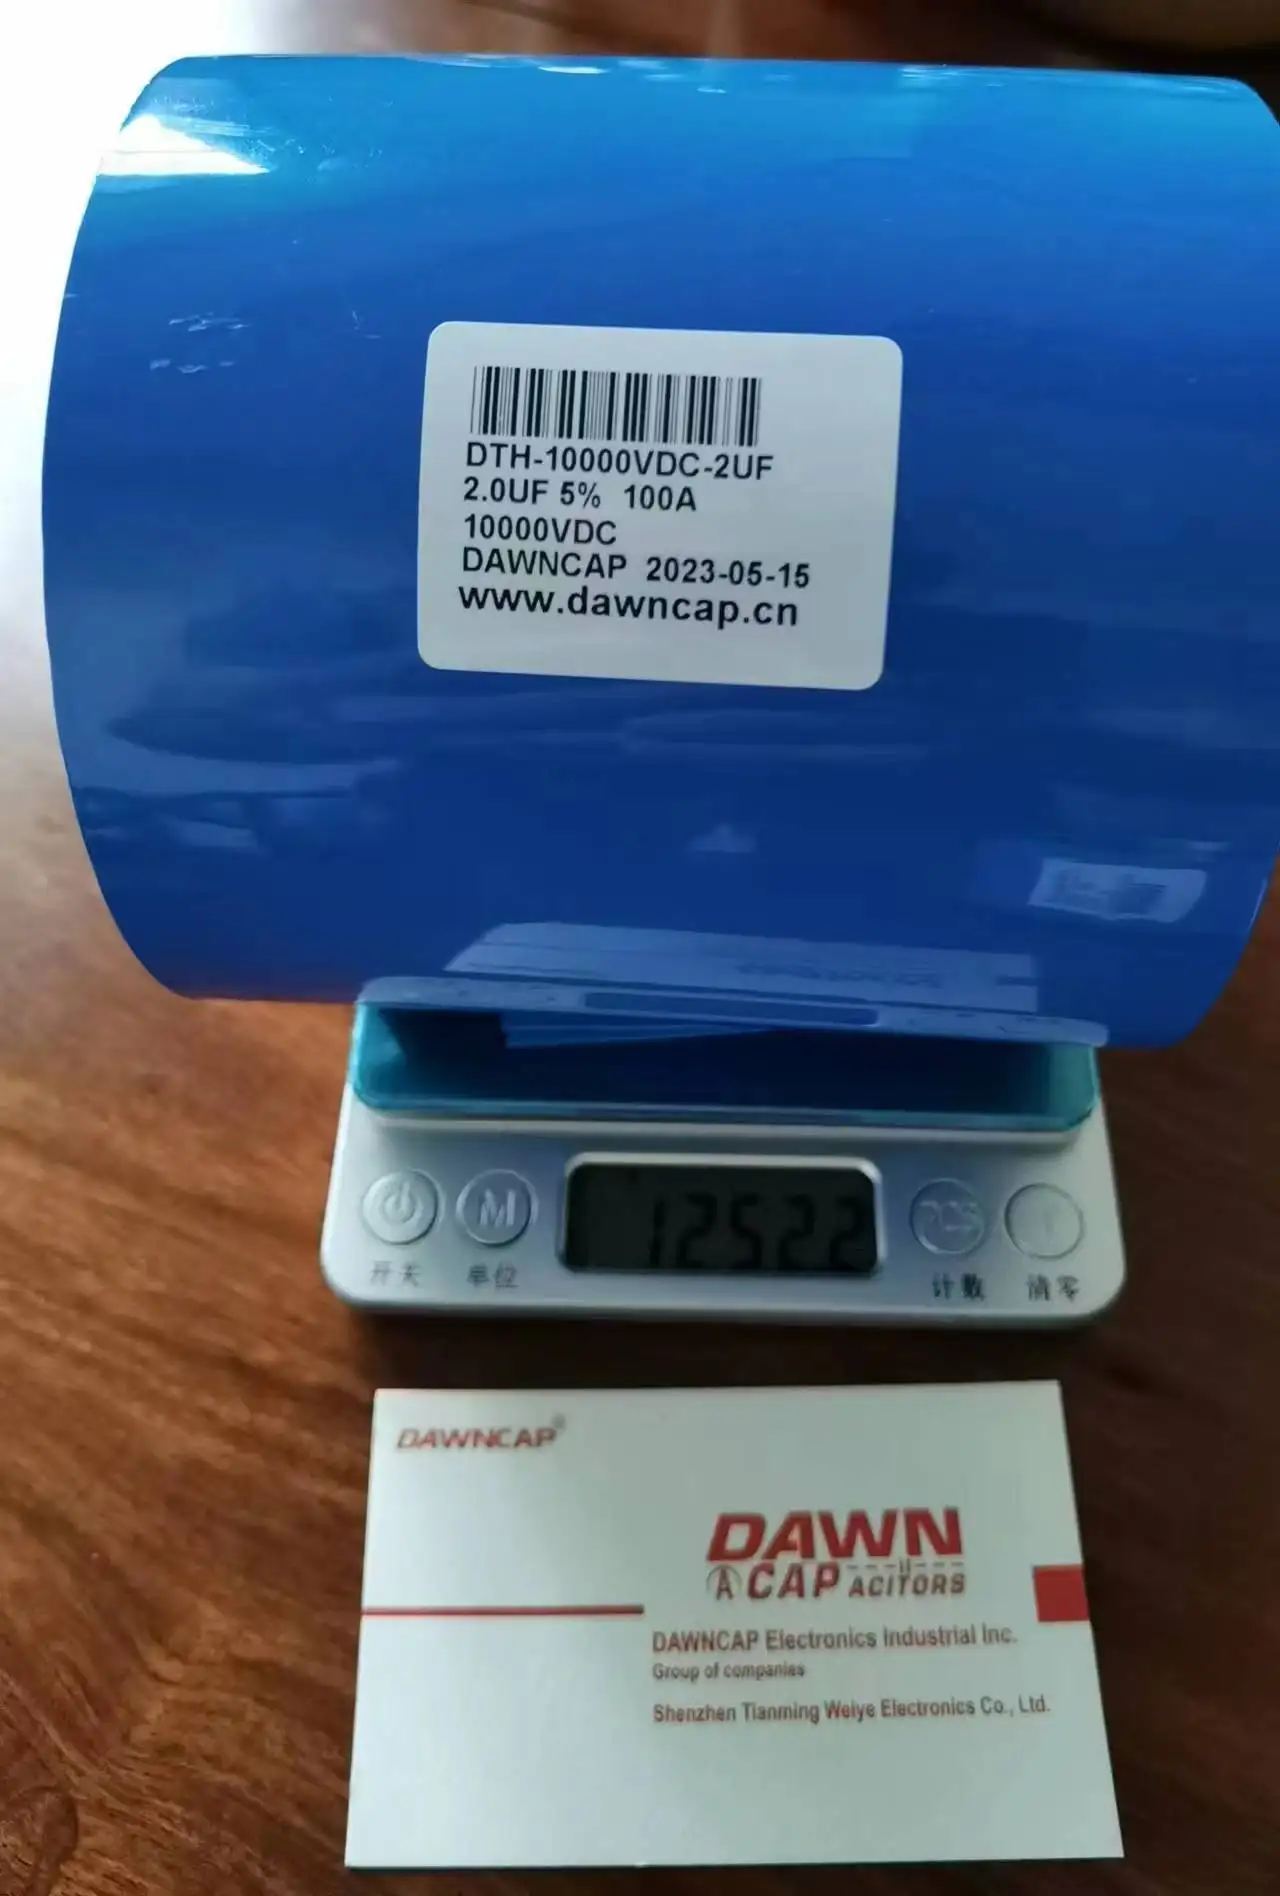 DTH-10000VDC-2UF
2.0UF 5% 100A
10000VDC
DAWNCAP 2023-05-15
www.dawncap.cn
M
12522
PCS
开关 单位
计数 清零
DAWNCAP®
DAWN
CAPACITORS
DAWNCAP Electronics Industrial Inc.
Group of companies
Shenzhen Tianming Weiye Electronics Co., Ltd.